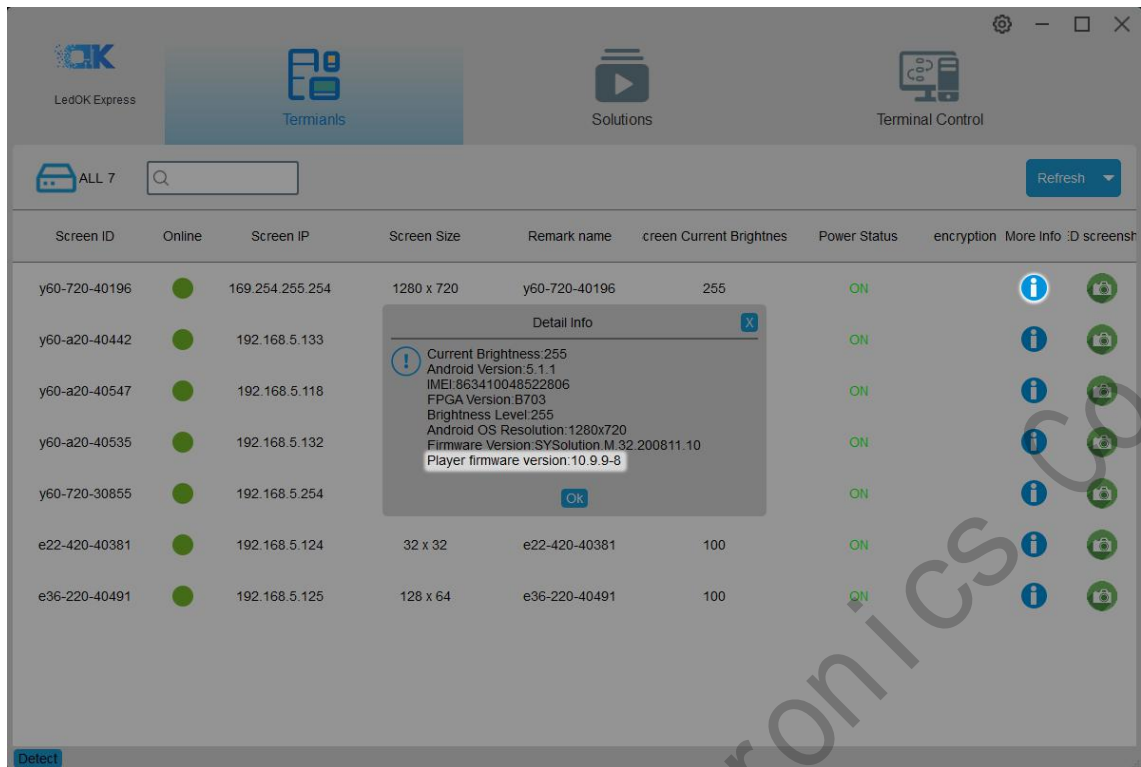 OK
LedOK Express
Termianls
Solutions
Terminal Control
ALL 7
Refresh
Screen ID Online Screen IP Screen Size Remark name creen Current Brightnes Power Status encryption More Info :D screensh
y60-720-40196 169.254.255.254 1280 x 720 y60-720-40196 255 ON
Detail Info X
y60-a20-40442 192.168.5.133 ON
Current Brightness:255
Android Version:5.1.1
IMEI:863410048522806
y60-a20-40547 192.168.5.118 ON
FPGA Version:B703
Brightness Level:255
Android OS Resolution:1280x720
y60-a20-40535 192.168.5.132 ON
Firmware Version:SYSolution.M.32.200811.10
Player firmware version:10.9.9-8
y60-720-30855 192.168.5.254 ON
Ok
e22-420-40381 192.168.5.124 32 x 32 e22-420-40381 100 ON
e36-220-40491 192.168.5.125 128 x 64 e36-220-40491 100 ON
Detect
ronics Co